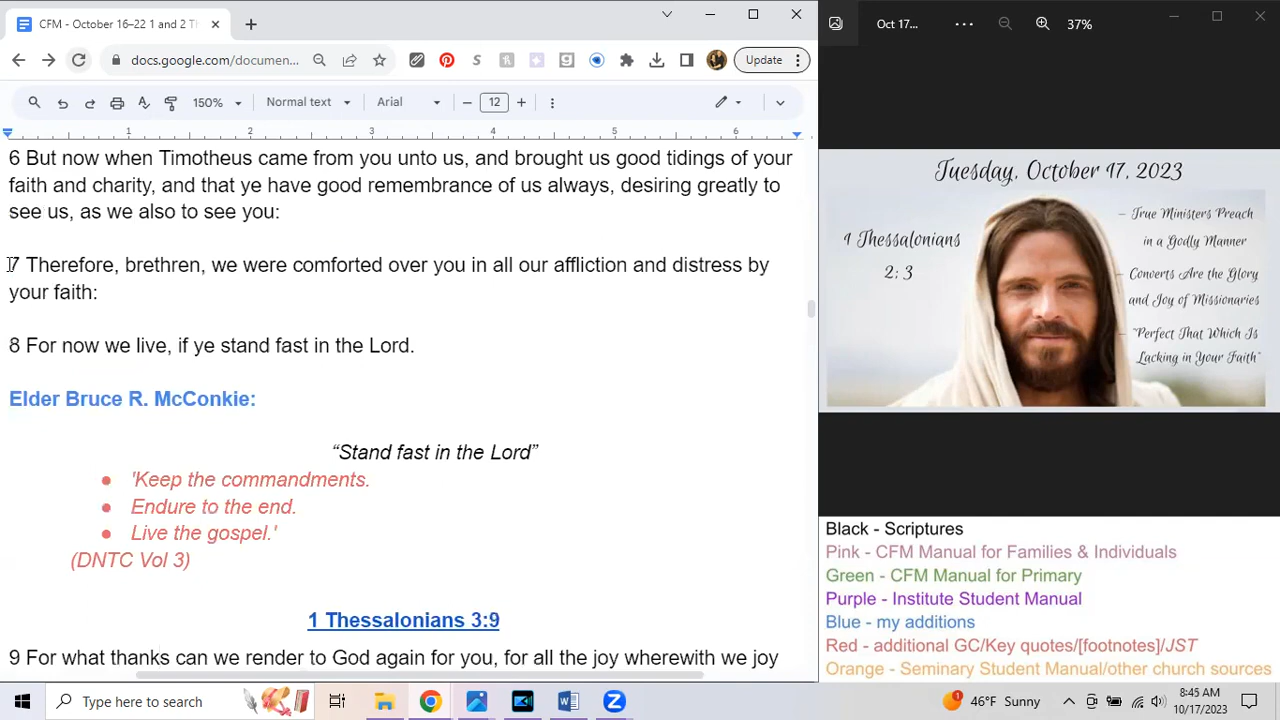 CFM - October 16–22 1 and 2 Th
docs.google.com/documen...
Update
150%
Normal text
Arial
12
1 2 3 4 5 6
6 But now when Timotheus came from you unto us, and brought us good tidings of your
faith and charity, and that ye have good remembrance of us always, desiring greatly to
see us, as we also to see you:
7 Therefore, brethren, we were comforted over you in all our affliction and distress by
your faith:
8 For now we live, if ye stand fast in the Lord.
Elder Bruce R. McConkie:
“Stand fast in the Lord”
● 'Keep the commandments.
● Endure to the end.
● Live the gospel.'
(DNTC Vol 3)
1 Thessalonians 3:9
9 For what thanks can we render to God again for you, for all the joy wherewith we joy
Oct 17...
37%
Tuesday, October 17, 2023
1 Thessalonians
2; 3
– True Ministers Preach
in a Godly Manner
– Converts Are the Glory
and Joy of Missionaries
– "Perfect That Which Is
Lacking in Your Faith"
Black - Scriptures
Pink - CFM Manual for Families & Individuals
Green - CFM Manual for Primary
Purple - Institute Student Manual
Blue - my additions
Red - additional GC/Key quotes/[footnotes]/JST
Orange - Seminary Student Manual/other church sources
Type here to search
1
46°F Sunny
8:45 AM
10/17/2023